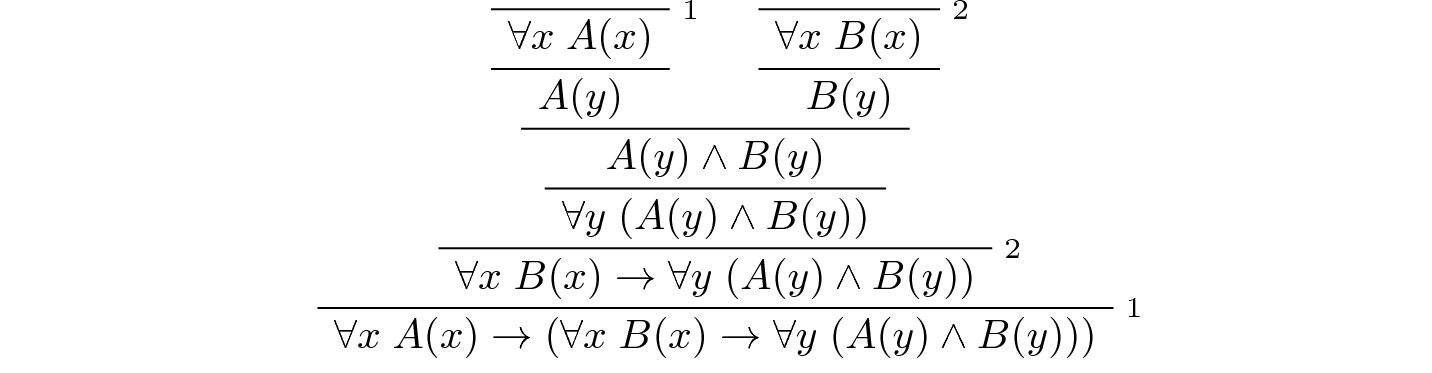 1 2
∀x A(x) ∀x B(x)
A(y) B(y)
A(y) ∧ B(y)
∀y (A(y) ∧ B(y))
2
∀x B(x) → ∀y (A(y) ∧ B(y))
1
∀x A(x) → (∀x B(x) → ∀y (A(y) ∧ B(y)))